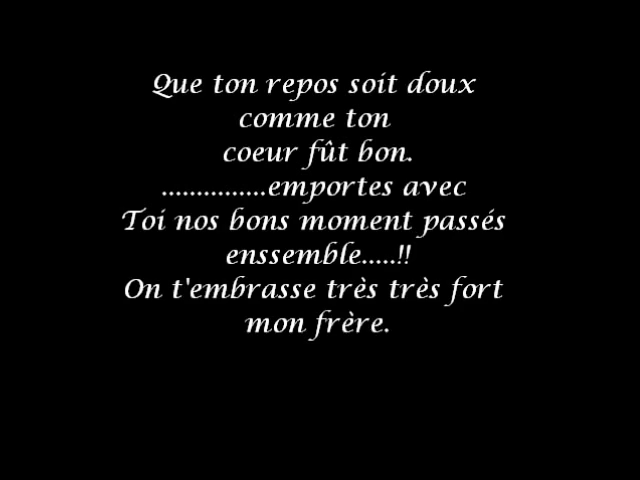 Que ton repos soit doux
comme ton
coeur fût bon.
...............emportes avec
Toi nos bons moment passés
enssemble.....!!
On t'embrasse très très fort
mon frère.